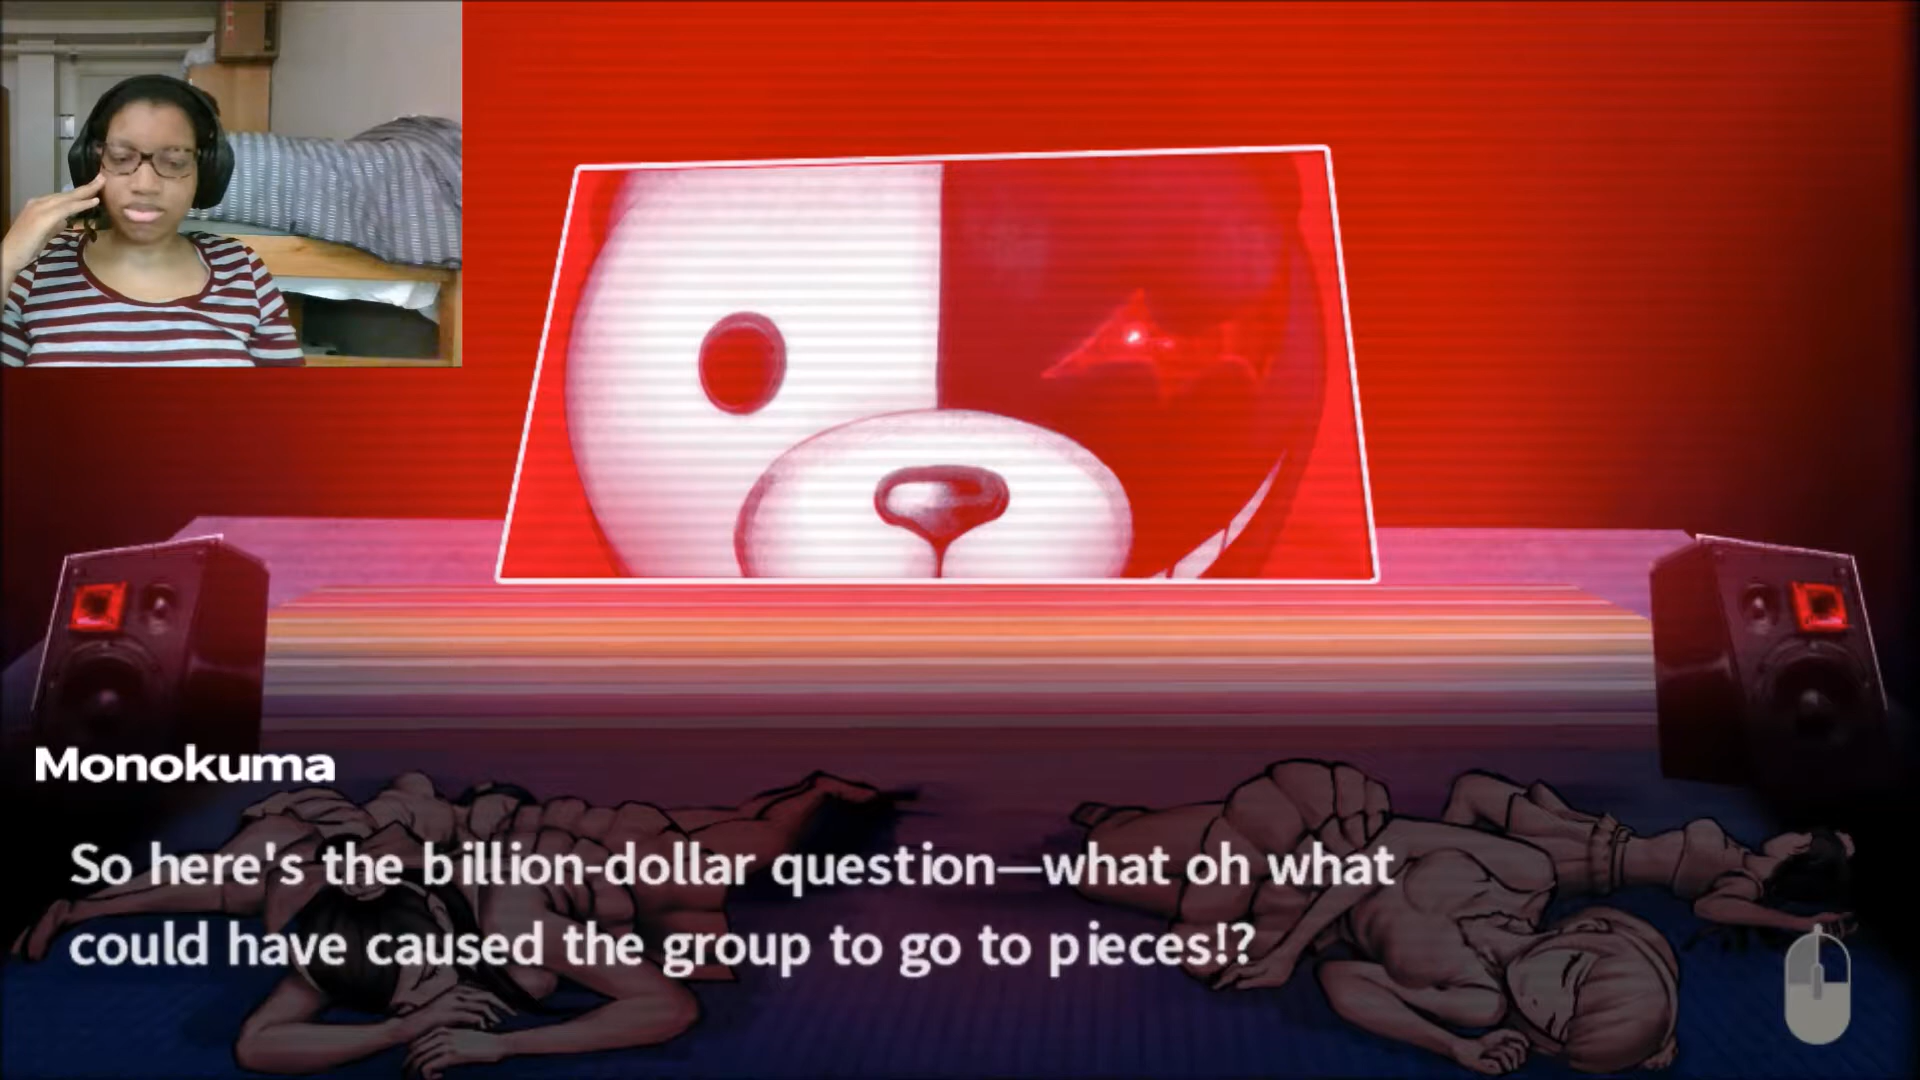 Monokuma
So here's the billion-dollar question—what oh what
could have caused the group to go to pieces!?